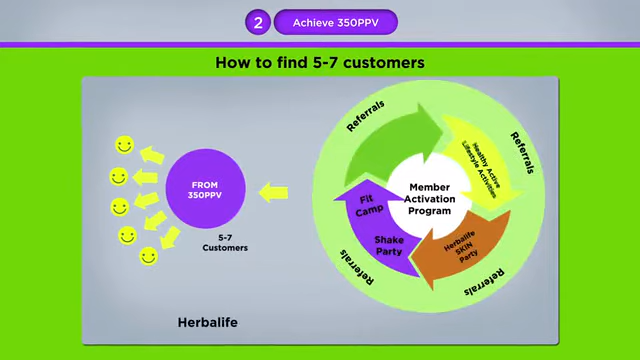 2
Achieve 350PPV
How to find 5-7 customers
FROM
350PPV
5-7
Customers
Herbalife
Referrals
Referrals
Referrals
Referrals
Healthy Active
Lifestyle Activities
Member
Activation
Program
Fit
Camp
Shake
Party
Herbalife
SKIN
Party